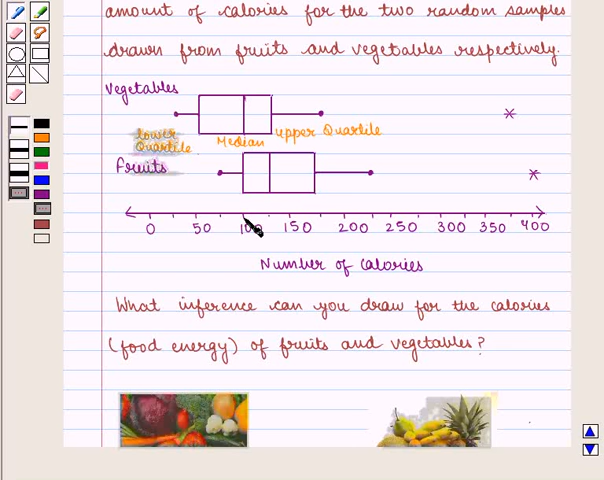 amount of calories for the two random samples
drawn from fruits and vegetables respectively.
Vegetables
lower Quartile
Median
upper Quartile
Fruits
0 50 100 150 200 250 300 350 400
Number of Calories
What inference can you draw for the calories
(food energy) of fruits and vegetables?